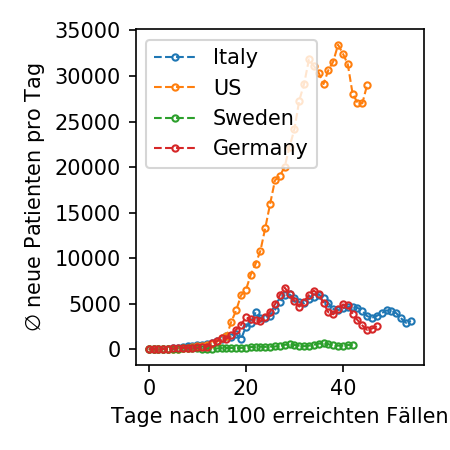 35000
30000
25000
20000
15000
10000
5000
0
∅ neue Patienten pro Tag
Italy
US
Sweden
Germany
0 20 40
Tage nach 100 erreichten Fällen